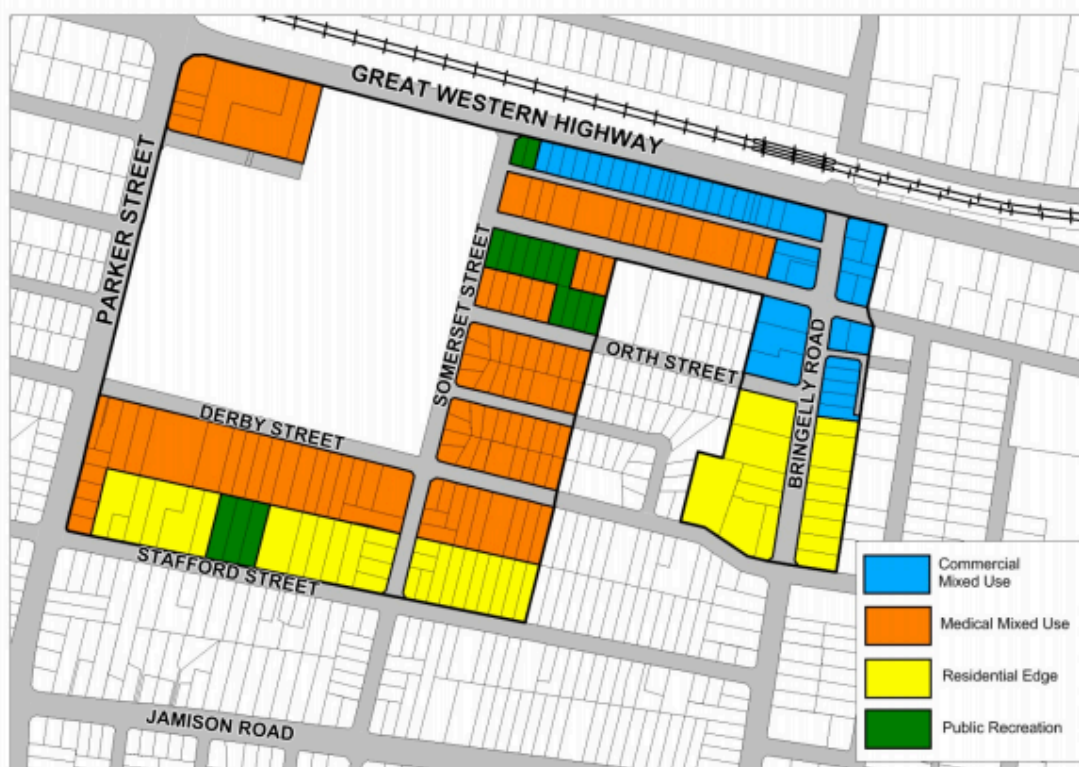 GREAT WESTERN HIGHWAY
PARKER STREET
SOMERSET STREET
ORTH STREET
BRINGELLY ROAD
DERBY STREET
STAFFORD STREET
JAMISON ROAD
Commercial
Mixed Use
Medical Mixed Use
Residential Edge
Public Recreation